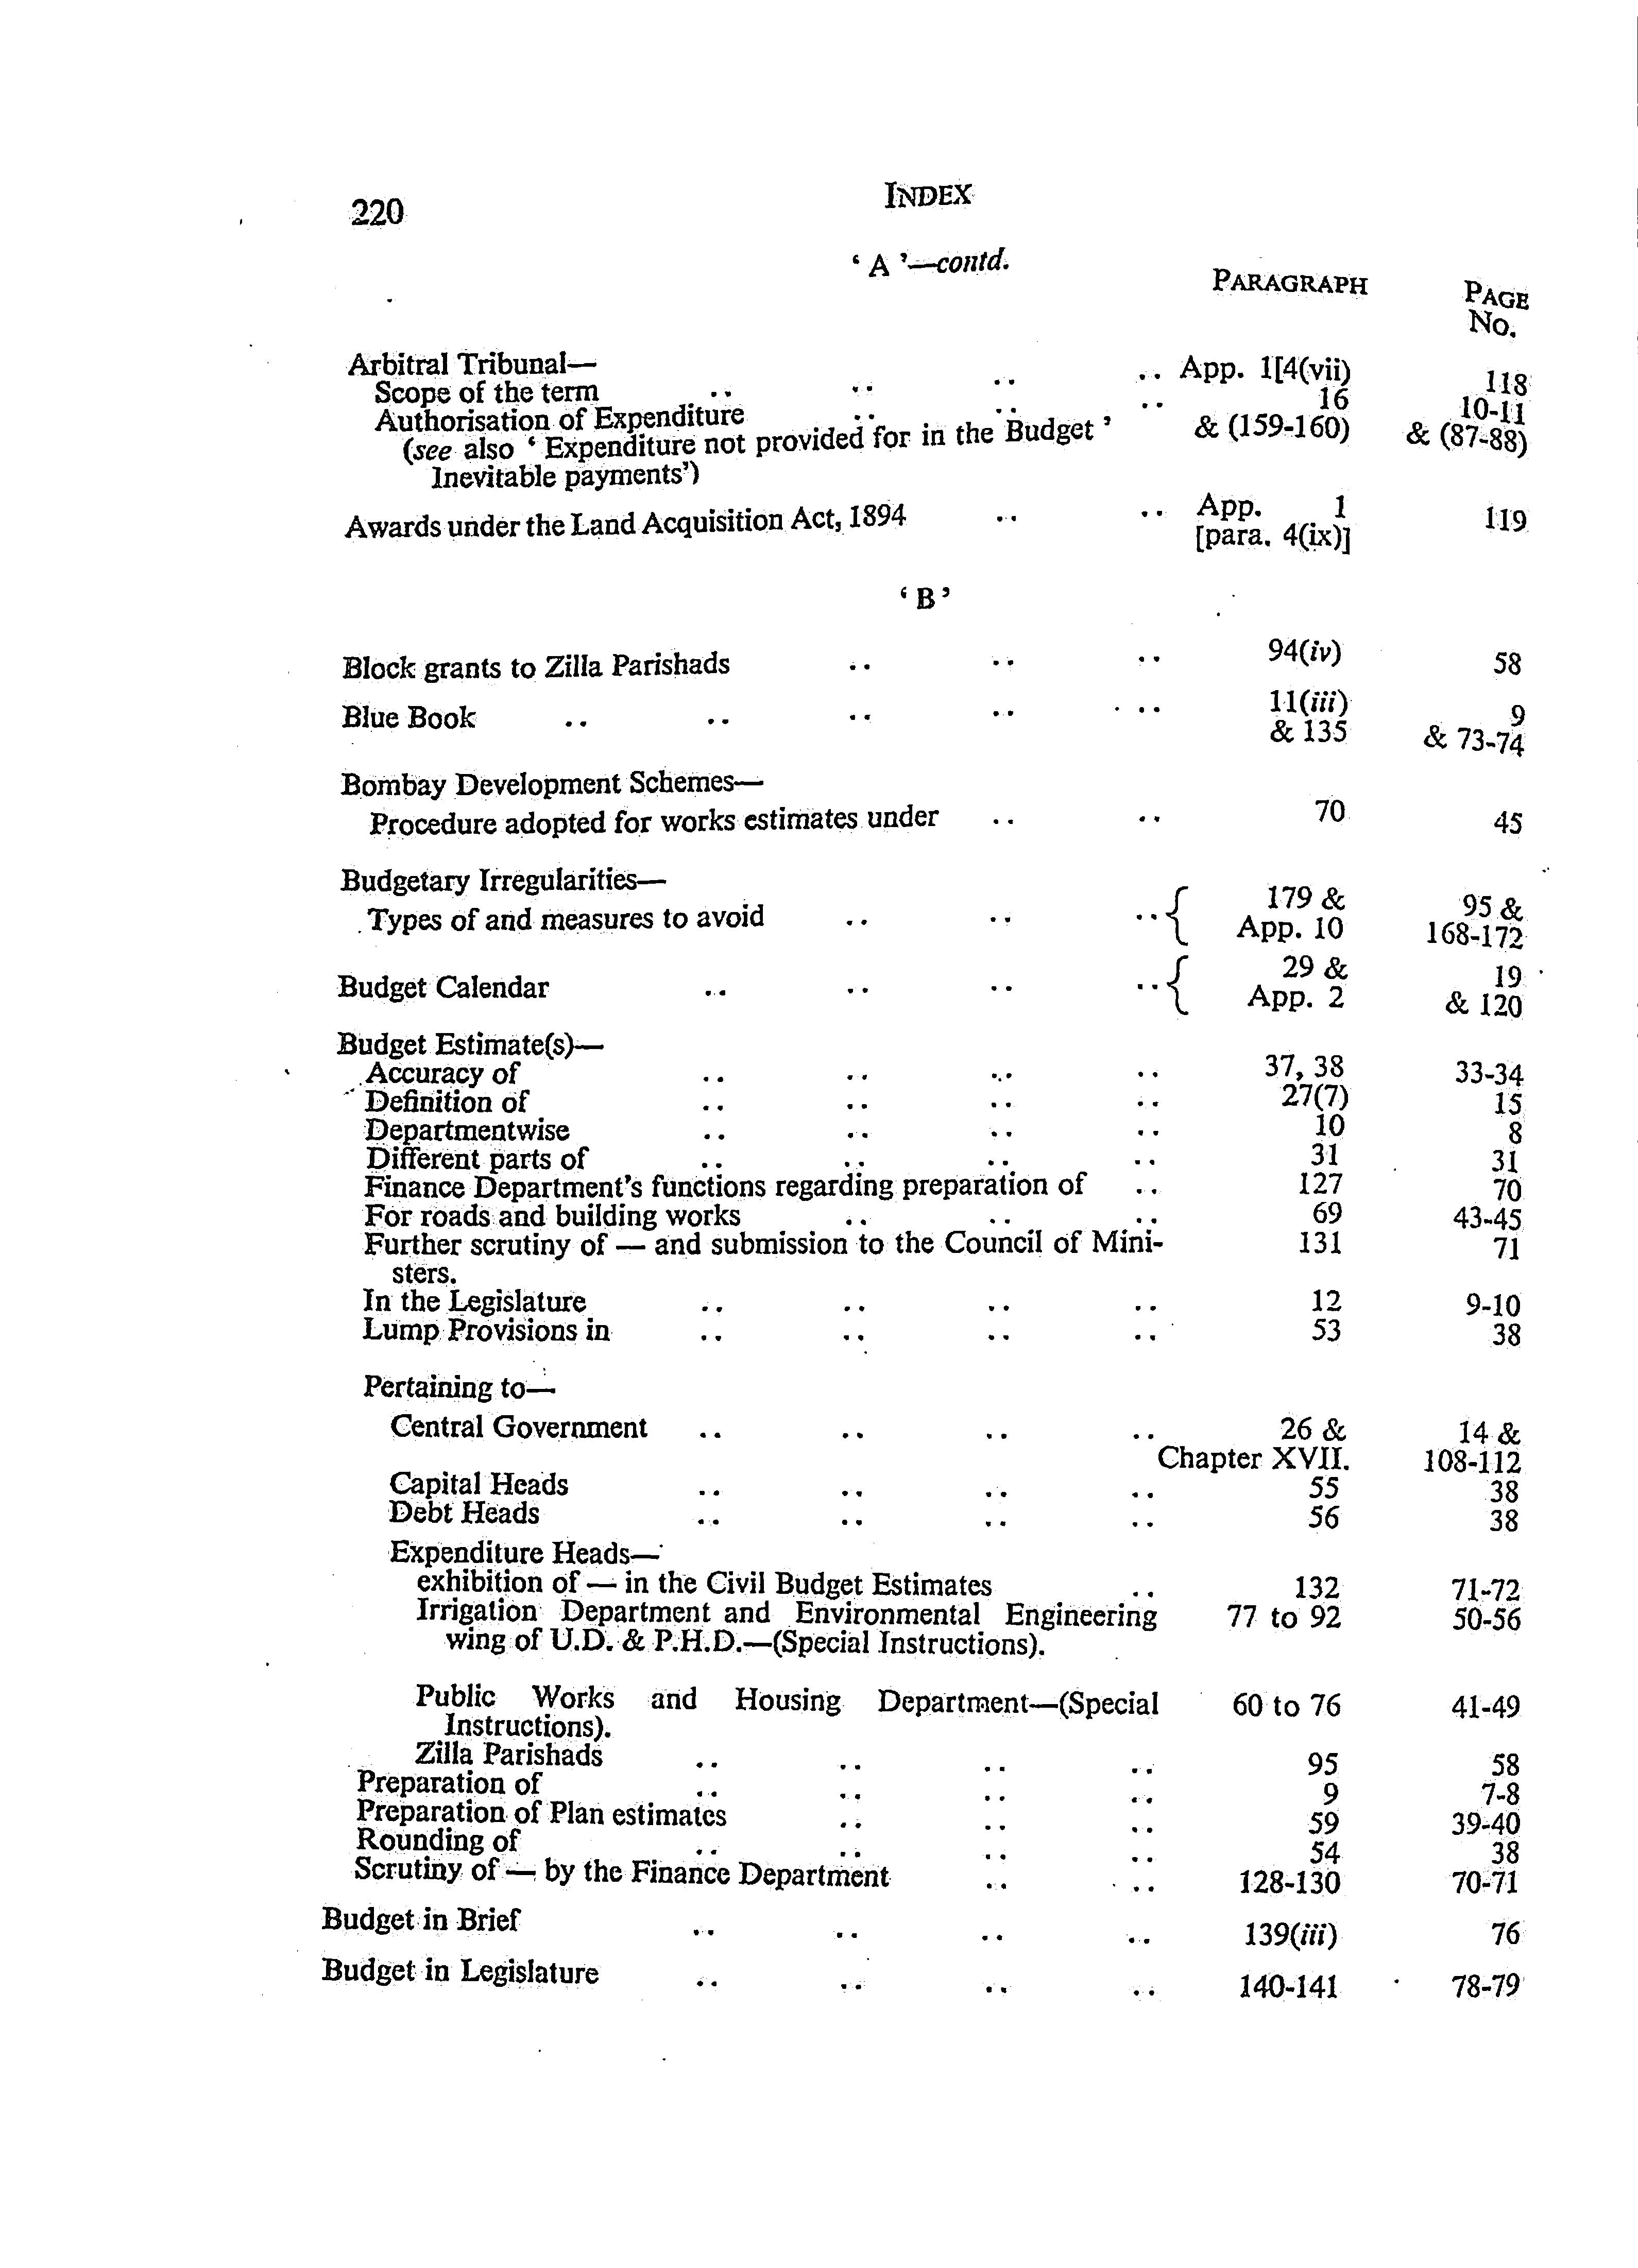 220
INDEX
‘ A ’—contd.
PARAGRAPH PAGE
No.
Arbitral Tribunal—
Scope of the term .. .. .. .. App. 1[4(vii) 118
Authorisation of Expenditure .. .. .. 16 10-11
(see also ‘ Expenditure not provided for in the Budget ’ & (159-160) & (87-88)
Inevitable payments’)
Awards under the Land Acquisition Act, 1894 .. .. App. 1 119
[para. 4(ix)]
‘ B ’
Block grants to Zilla Parishads .. .. .. 94(iv) 58
Blue Book .. .. .. .. .. 11(iii) 9
& 135 & 73-74
Bombay Development Schemes—
Procedure adopted for works estimates under .. .. 70 45
Budgetary Irregularities—
Types of and measures to avoid .. .. ..{ 179 & 95 &
App. 10 168-172
Budget Calendar .. .. .. ..{ 29 & 19
App. 2 & 120
Budget Estimate(s)—
Accuracy of .. .. .. .. 37, 38 33-34
Definition of .. .. .. .. 27(7) 15
Departmentwise .. .. .. .. 10 8
Different parts of .. .. .. .. 31 31
Finance Department's functions regarding preparation of .. 127 70
For roads and building works .. .. .. 69 43-45
Further scrutiny of — and submission to the Council of Mini- 131 71
sters.
In the Legislature .. .. .. .. 12 9-10
Lump Provisions in .. .. .. .. 53 38
Pertaining to—
Central Government .. .. .. .. 26 & 14 &
Chapter XVII. 108-112
Capital Heads .. .. .. .. 55 38
Debt Heads .. .. .. .. 56 38
Expenditure Heads—
exhibition of — in the Civil Budget Estimates .. 132 71-72
Irrigation Department and Environmental Engineering 77 to 92 50-56
wing of U.D. & P.H.D.—(Special Instructions).
Public Works and Housing Department—(Special 60 to 76 41-49
Instructions).
Zilla Parishads .. .. .. .. 95 58
Preparation of .. .. .. .. 9 7-8
Preparation of Plan estimates .. .. .. 59 39-40
Rounding of .. .. .. .. 54 38
Scrutiny of — by the Finance Department .. .. 128-130 70-71
Budget in Brief .. .. .. .. 139(iii) 76
Budget in Legislature .. .. .. .. 140-141 78-79